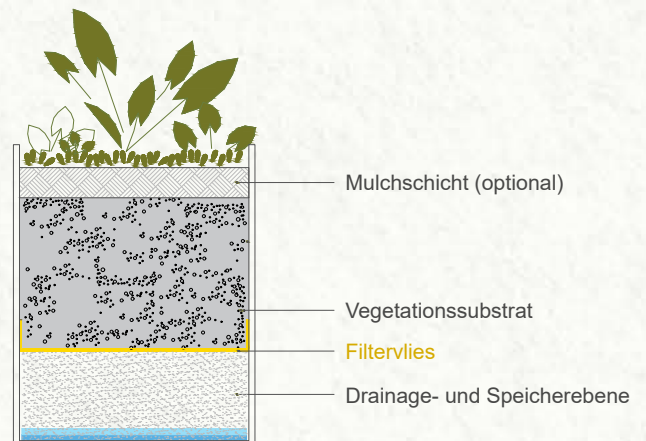 Mulchschicht (optional)
Vegetationssubstrat
Filtervlies
Drainage- und Speicherebene